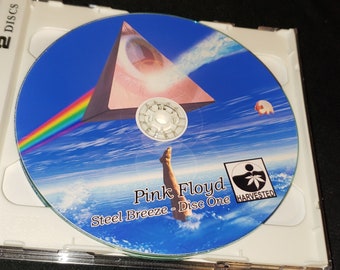 2 DISCS
Pink Floyd
Steel Breeze - Disc One
HARVESTED